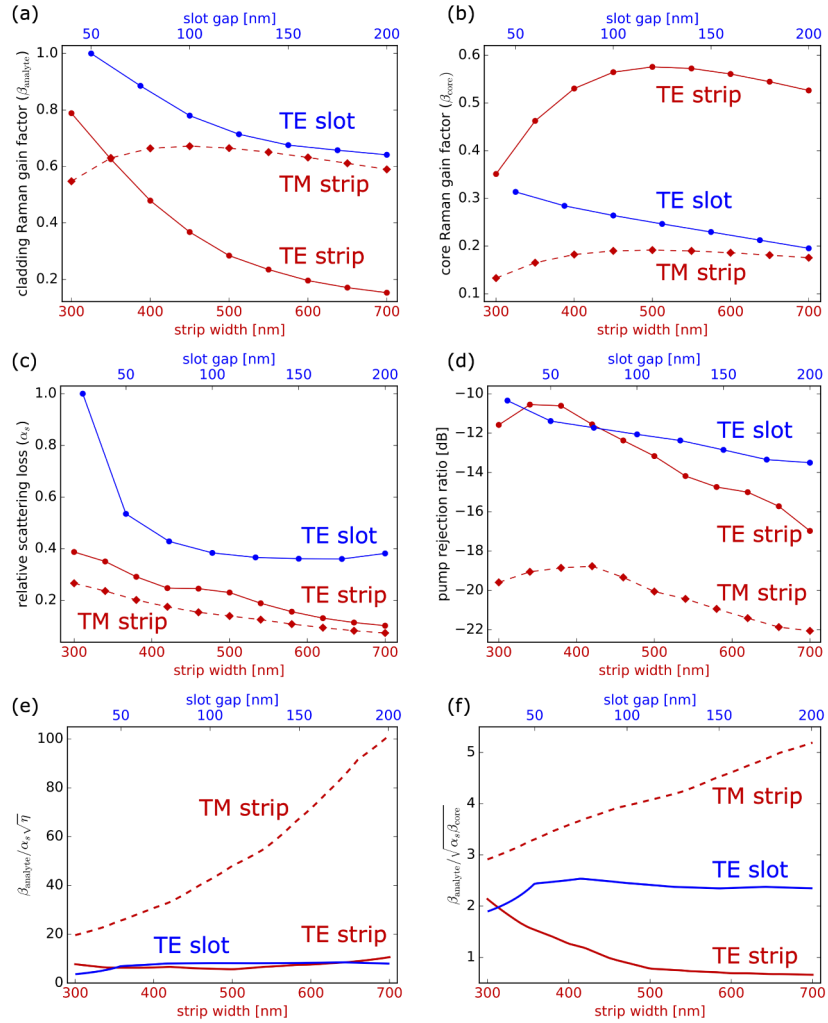 (a)
slot gap [nm]
50 100 150 200
1.0
0.8
0.6
0.4
0.2
cladding Raman gain factor (β_analyte)
TE slot
TM strip
TE strip
300 400 500 600 700
strip width [nm]
(b)
slot gap [nm]
50 100 150 200
0.6
0.5
0.4
0.3
0.2
0.1
core Raman gain factor (β_core)
TE strip
TE slot
TM strip
300 400 500 600 700
strip width [nm]
(c)
slot gap [nm]
50 100 150 200
1.0
0.8
0.6
0.4
0.2
relative scattering loss (α_s)
TE slot
TE strip
TM strip
300 400 500 600 700
strip width [nm]
(d)
slot gap [nm]
50 100 150 200
−10
−12
−14
−16
−18
−20
−22
pump rejection ratio [dB]
TE slot
TE strip
TM strip
300 400 500 600 700
strip width [nm]
(e)
slot gap [nm]
50 100 150 200
100
80
60
40
20
0
β_analyte/α_s√η
TM strip
TE strip
TE slot
300 400 500 600 700
strip width [nm]
(f)
slot gap [nm]
50 100 150 200
5
4
3
2
1
β_analyte/√α_sβ_core
TM strip
TE slot
TE strip
300 400 500 600 700
strip width [nm]